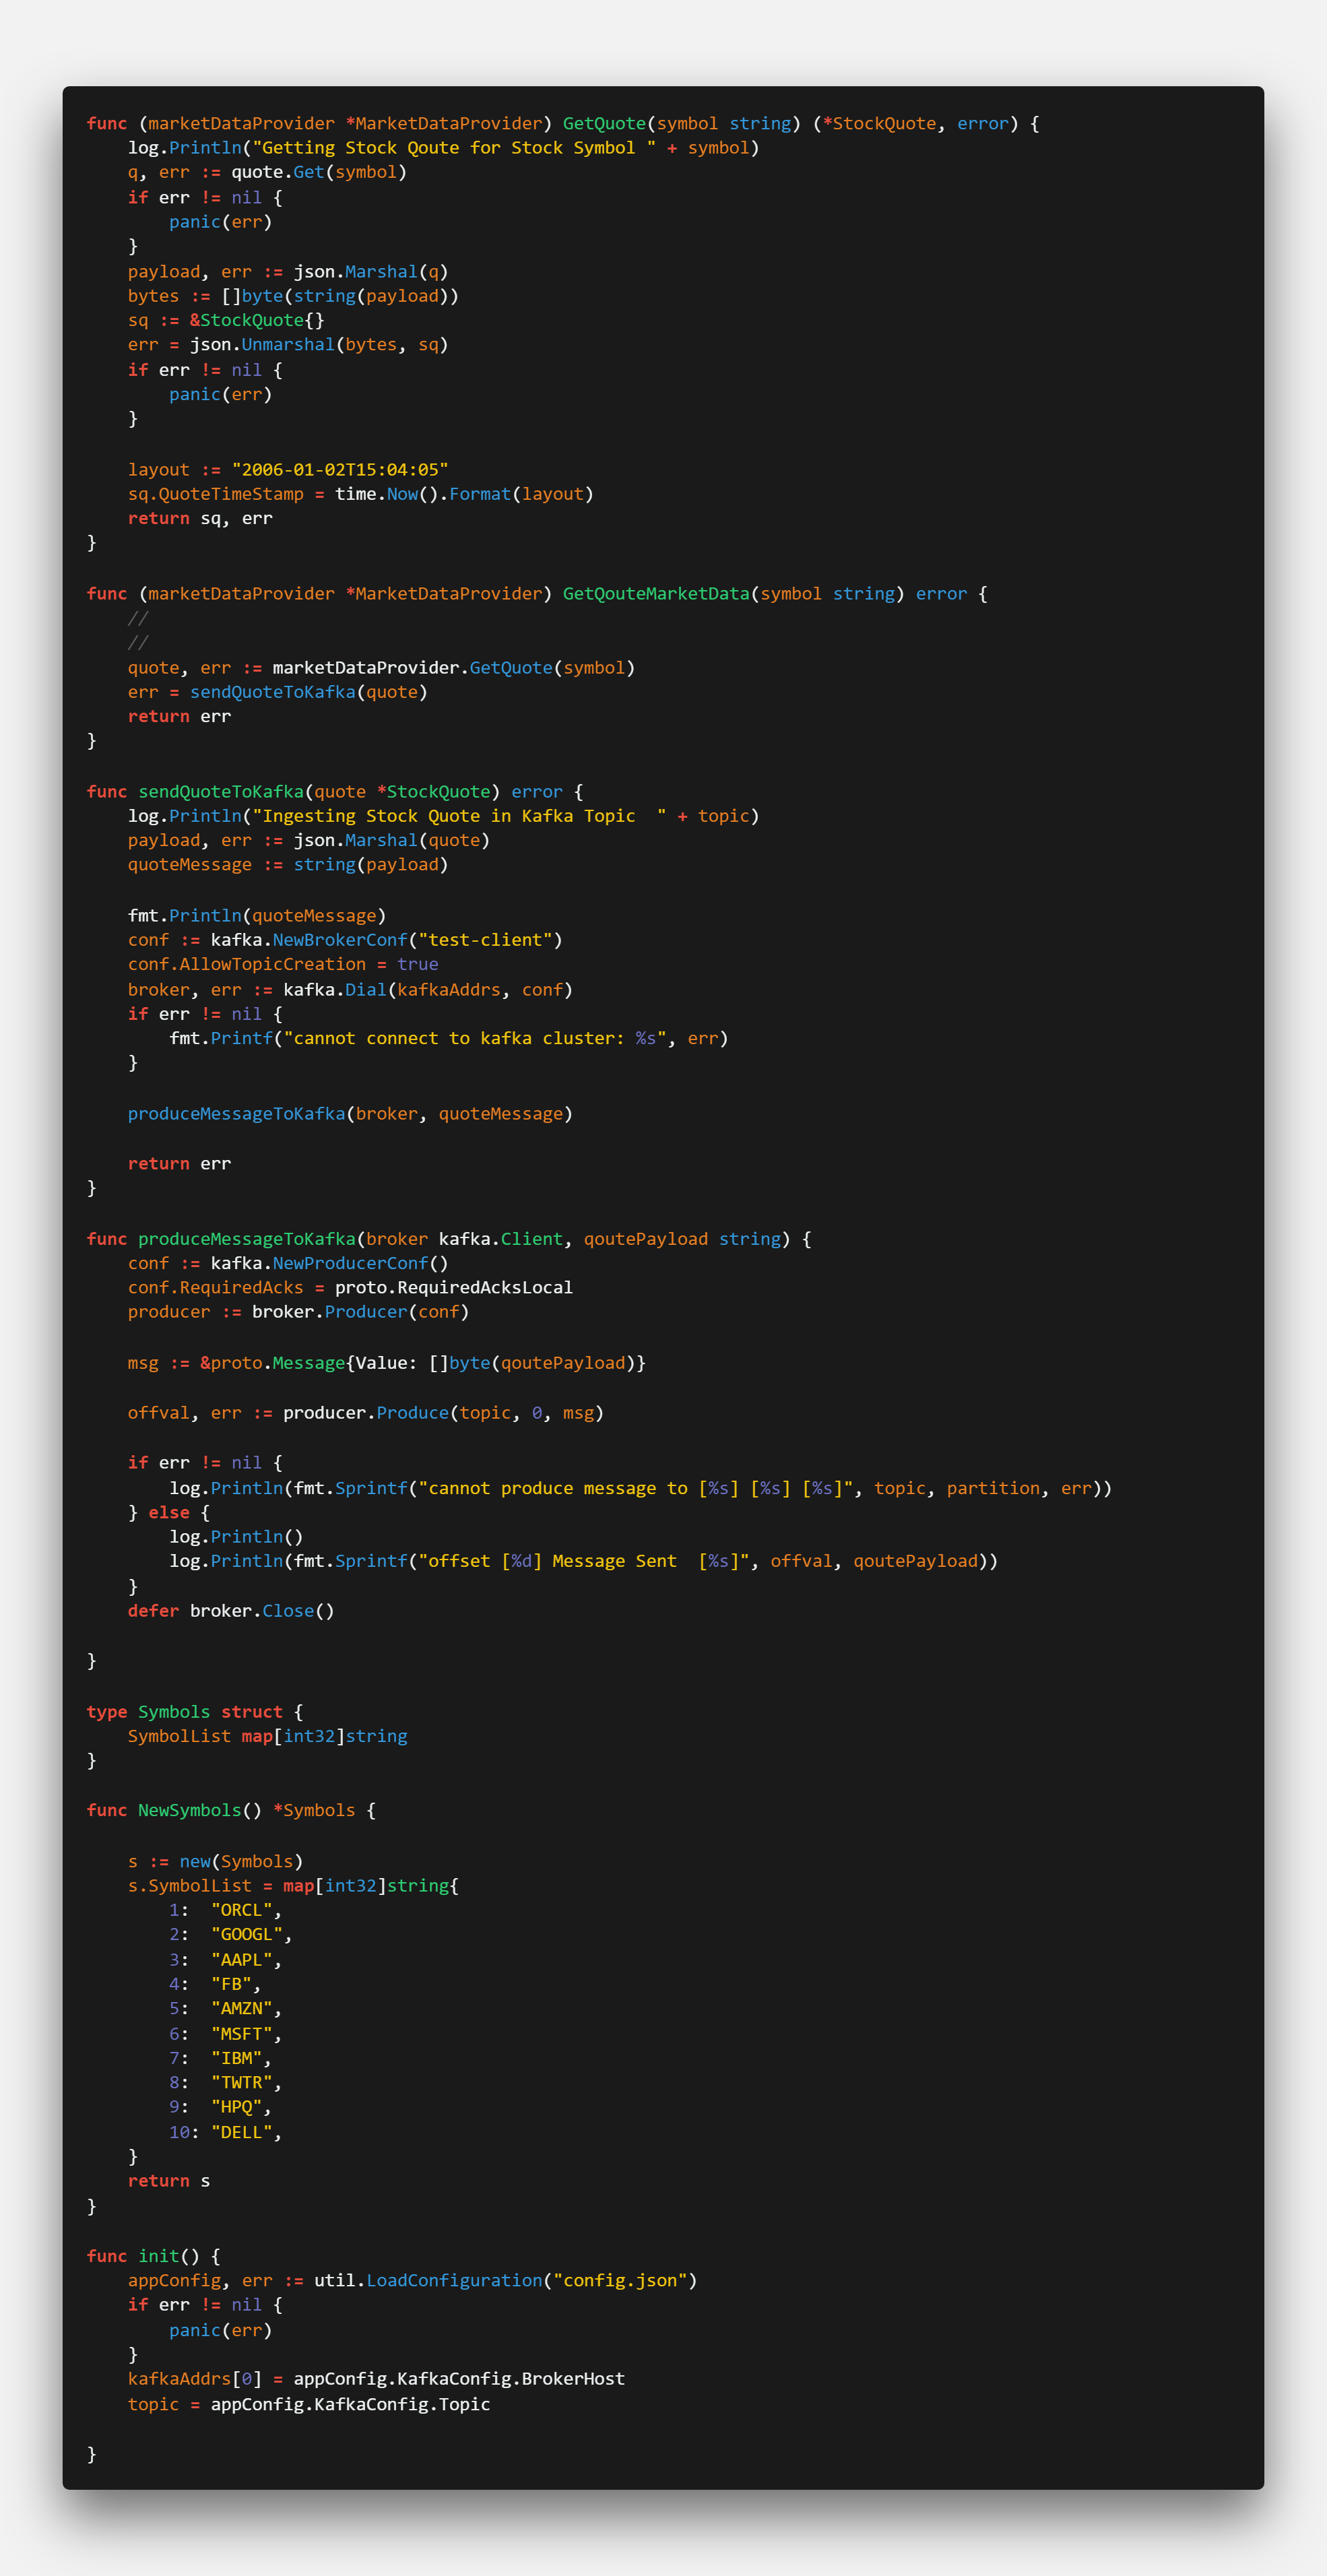 func (marketDataProvider *MarketDataProvider) GetQuote(symbol string) (*StockQuote, error) {
    log.Println("Getting Stock Qoute for Stock Symbol " + symbol)
    q, err := quote.Get(symbol)
    if err != nil {
        panic(err)
    }
    payload, err := json.Marshal(q)
    bytes := []byte(string(payload))
    sq := &StockQuote{}
    err = json.Unmarshal(bytes, sq)
    if err != nil {
        panic(err)
    }

    layout := "2006-01-02T15:04:05"
    sq.QuoteTimeStamp = time.Now().Format(layout)
    return sq, err
}

func (marketDataProvider *MarketDataProvider) GetQouteMarketData(symbol string) error {
    //
    //
    quote, err := marketDataProvider.GetQuote(symbol)
    err = sendQuoteToKafka(quote)
    return err
}

func sendQuoteToKafka(quote *StockQuote) error {
    log.Println("Ingesting Stock Quote in Kafka Topic  " + topic)
    payload, err := json.Marshal(quote)
    quoteMessage := string(payload)

    fmt.Println(quoteMessage)
    conf := kafka.NewBrokerConf("test-client")
    conf.AllowTopicCreation = true
    broker, err := kafka.Dial(kafkaAddrs, conf)
    if err != nil {
        fmt.Printf("cannot connect to kafka cluster: %s", err)
    }

    produceMessageToKafka(broker, quoteMessage)

    return err
}

func produceMessageToKafka(broker kafka.Client, qoutePayload string) {
    conf := kafka.NewProducerConf()
    conf.RequiredAcks = proto.RequiredAcksLocal
    producer := broker.Producer(conf)

    msg := &proto.Message{Value: []byte(qoutePayload)}

    offval, err := producer.Produce(topic, 0, msg)

    if err != nil {
        log.Println(fmt.Sprintf("cannot produce message to [%s] [%s] [%s]", topic, partition, err))
    } else {
        log.Println()
        log.Println(fmt.Sprintf("offset [%d] Message Sent  [%s]", offval, qoutePayload))
    }
    defer broker.Close()

}

type Symbols struct {
    SymbolList map[int32]string
}

func NewSymbols() *Symbols {

    s := new(Symbols)
    s.SymbolList = map[int32]string{
        1:  "ORCL",
        2:  "GOOGL",
        3:  "AAPL",
        4:  "FB",
        5:  "AMZN",
        6:  "MSFT",
        7:  "IBM",
        8:  "TWTR",
        9:  "HPQ",
        10: "DELL",
    }
    return s
}

func init() {
    appConfig, err := util.LoadConfiguration("config.json")
    if err != nil {
        panic(err)
    }
    kafkaAddrs[0] = appConfig.KafkaConfig.BrokerHost
    topic = appConfig.KafkaConfig.Topic

}